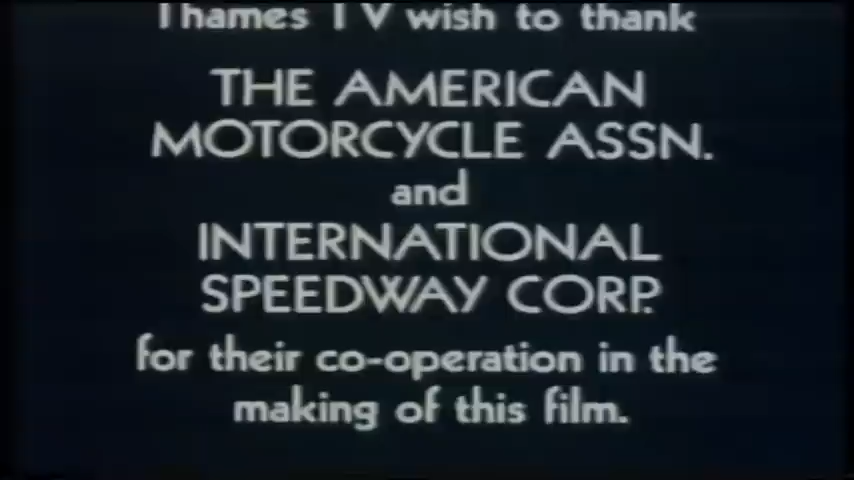 Thames TV wish to thank
THE AMERICAN
MOTORCYCLE ASSN.
and
INTERNATIONAL
SPEEDWAY CORP.
for their co-operation in the
making of this film.